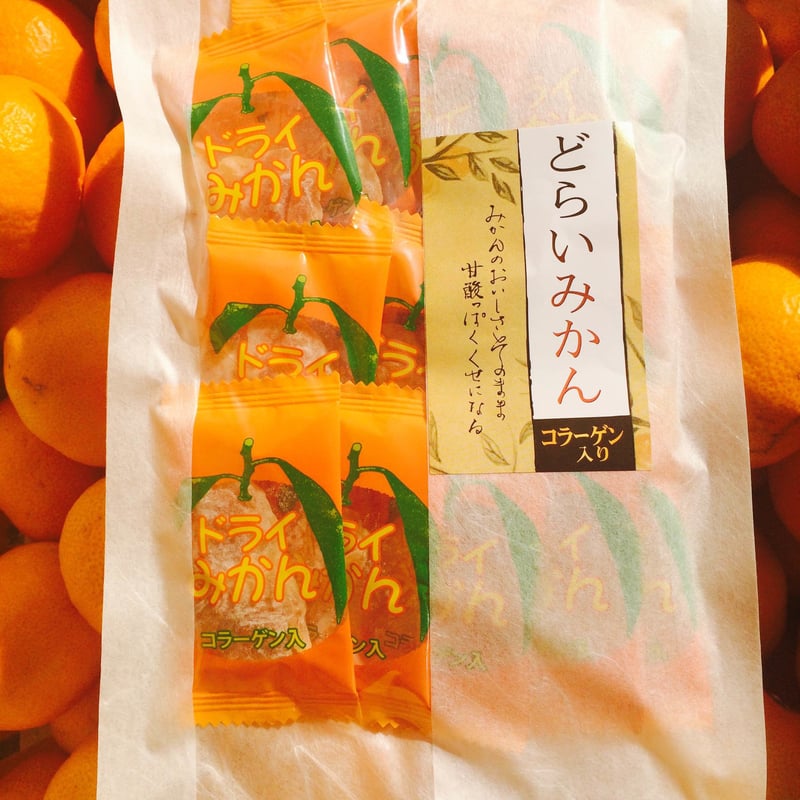 どらいみかん
みかんのおいしさそのまま
甘酸っぱくくせになる
コラーゲン
入り
ドライ
みかん
ドライ
ドライ
みかん
コラーゲン入